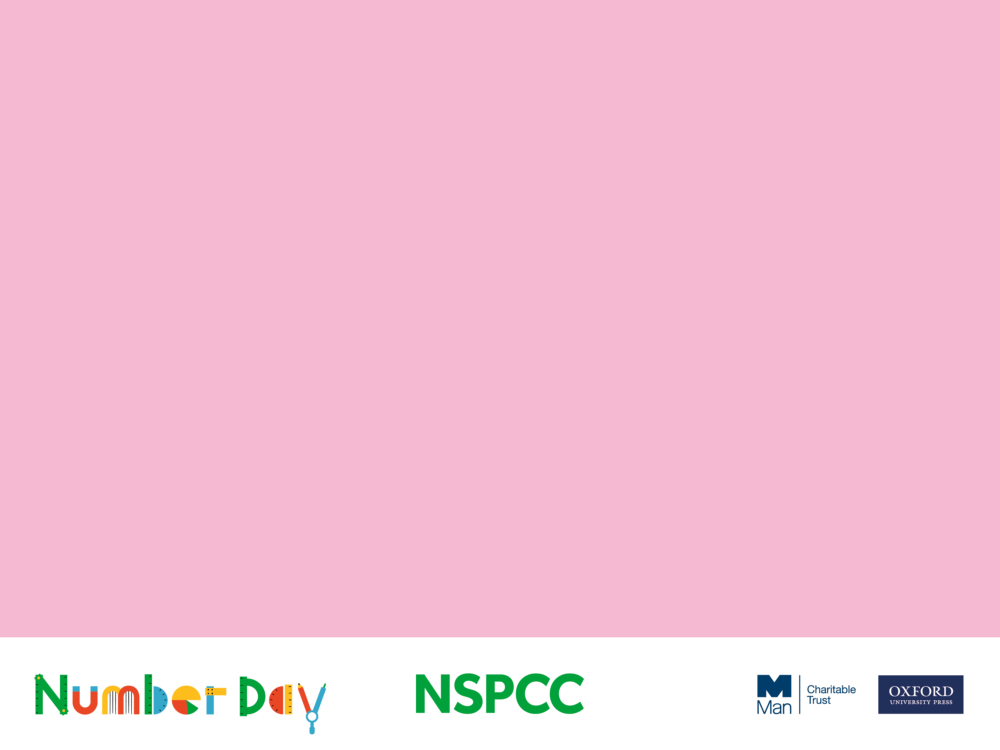 Number Day
NSPCC
Man
Charitable
Trust
OXFORD
UNIVERSITY PRESS